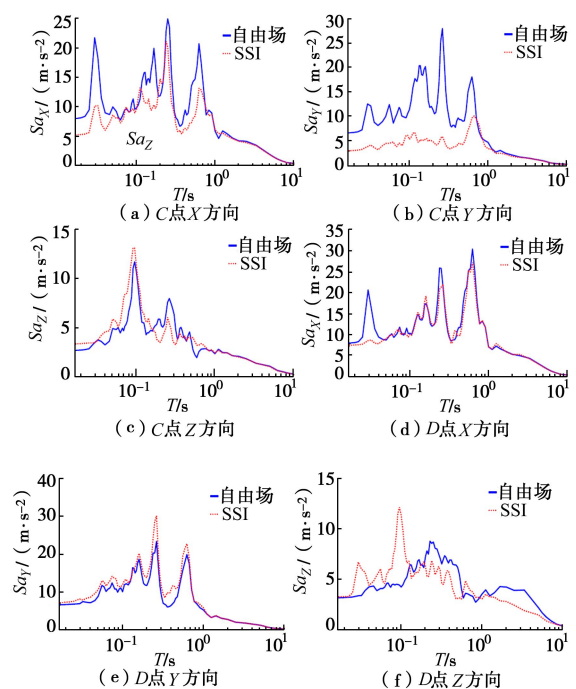 25
20
15
10
5
0
Sa_X/(m·s⁻²)
自由场
SSI
Sa_Z
10⁻¹
10⁰
10¹
T/s
(a)C点X方向
30
25
20
15
10
5
0
Sa_Y/(m·s⁻²)
自由场
SSI
10⁻¹
10⁰
10¹
T/s
(b)C点Y方向
15
10
5
0
Sa_Z/(m·s⁻²)
自由场
SSI
10⁻¹
10⁰
10¹
T/s
(c)C点Z方向
35
30
25
20
15
10
5
0
Sa_X/(m·s⁻²)
自由场
SSI
10⁻¹
10⁰
10¹
T/s
(d)D点X方向
40
30
20
10
0
Sa_Y/(m·s⁻²)
自由场
SSI
10⁻¹
10⁰
10¹
T/s
(e)D点Y方向
15
10
5
0
Sa_Z/(m·s⁻²)
自由场
SSI
10⁻¹
10⁰
10¹
T/s
(f)D点Z方向